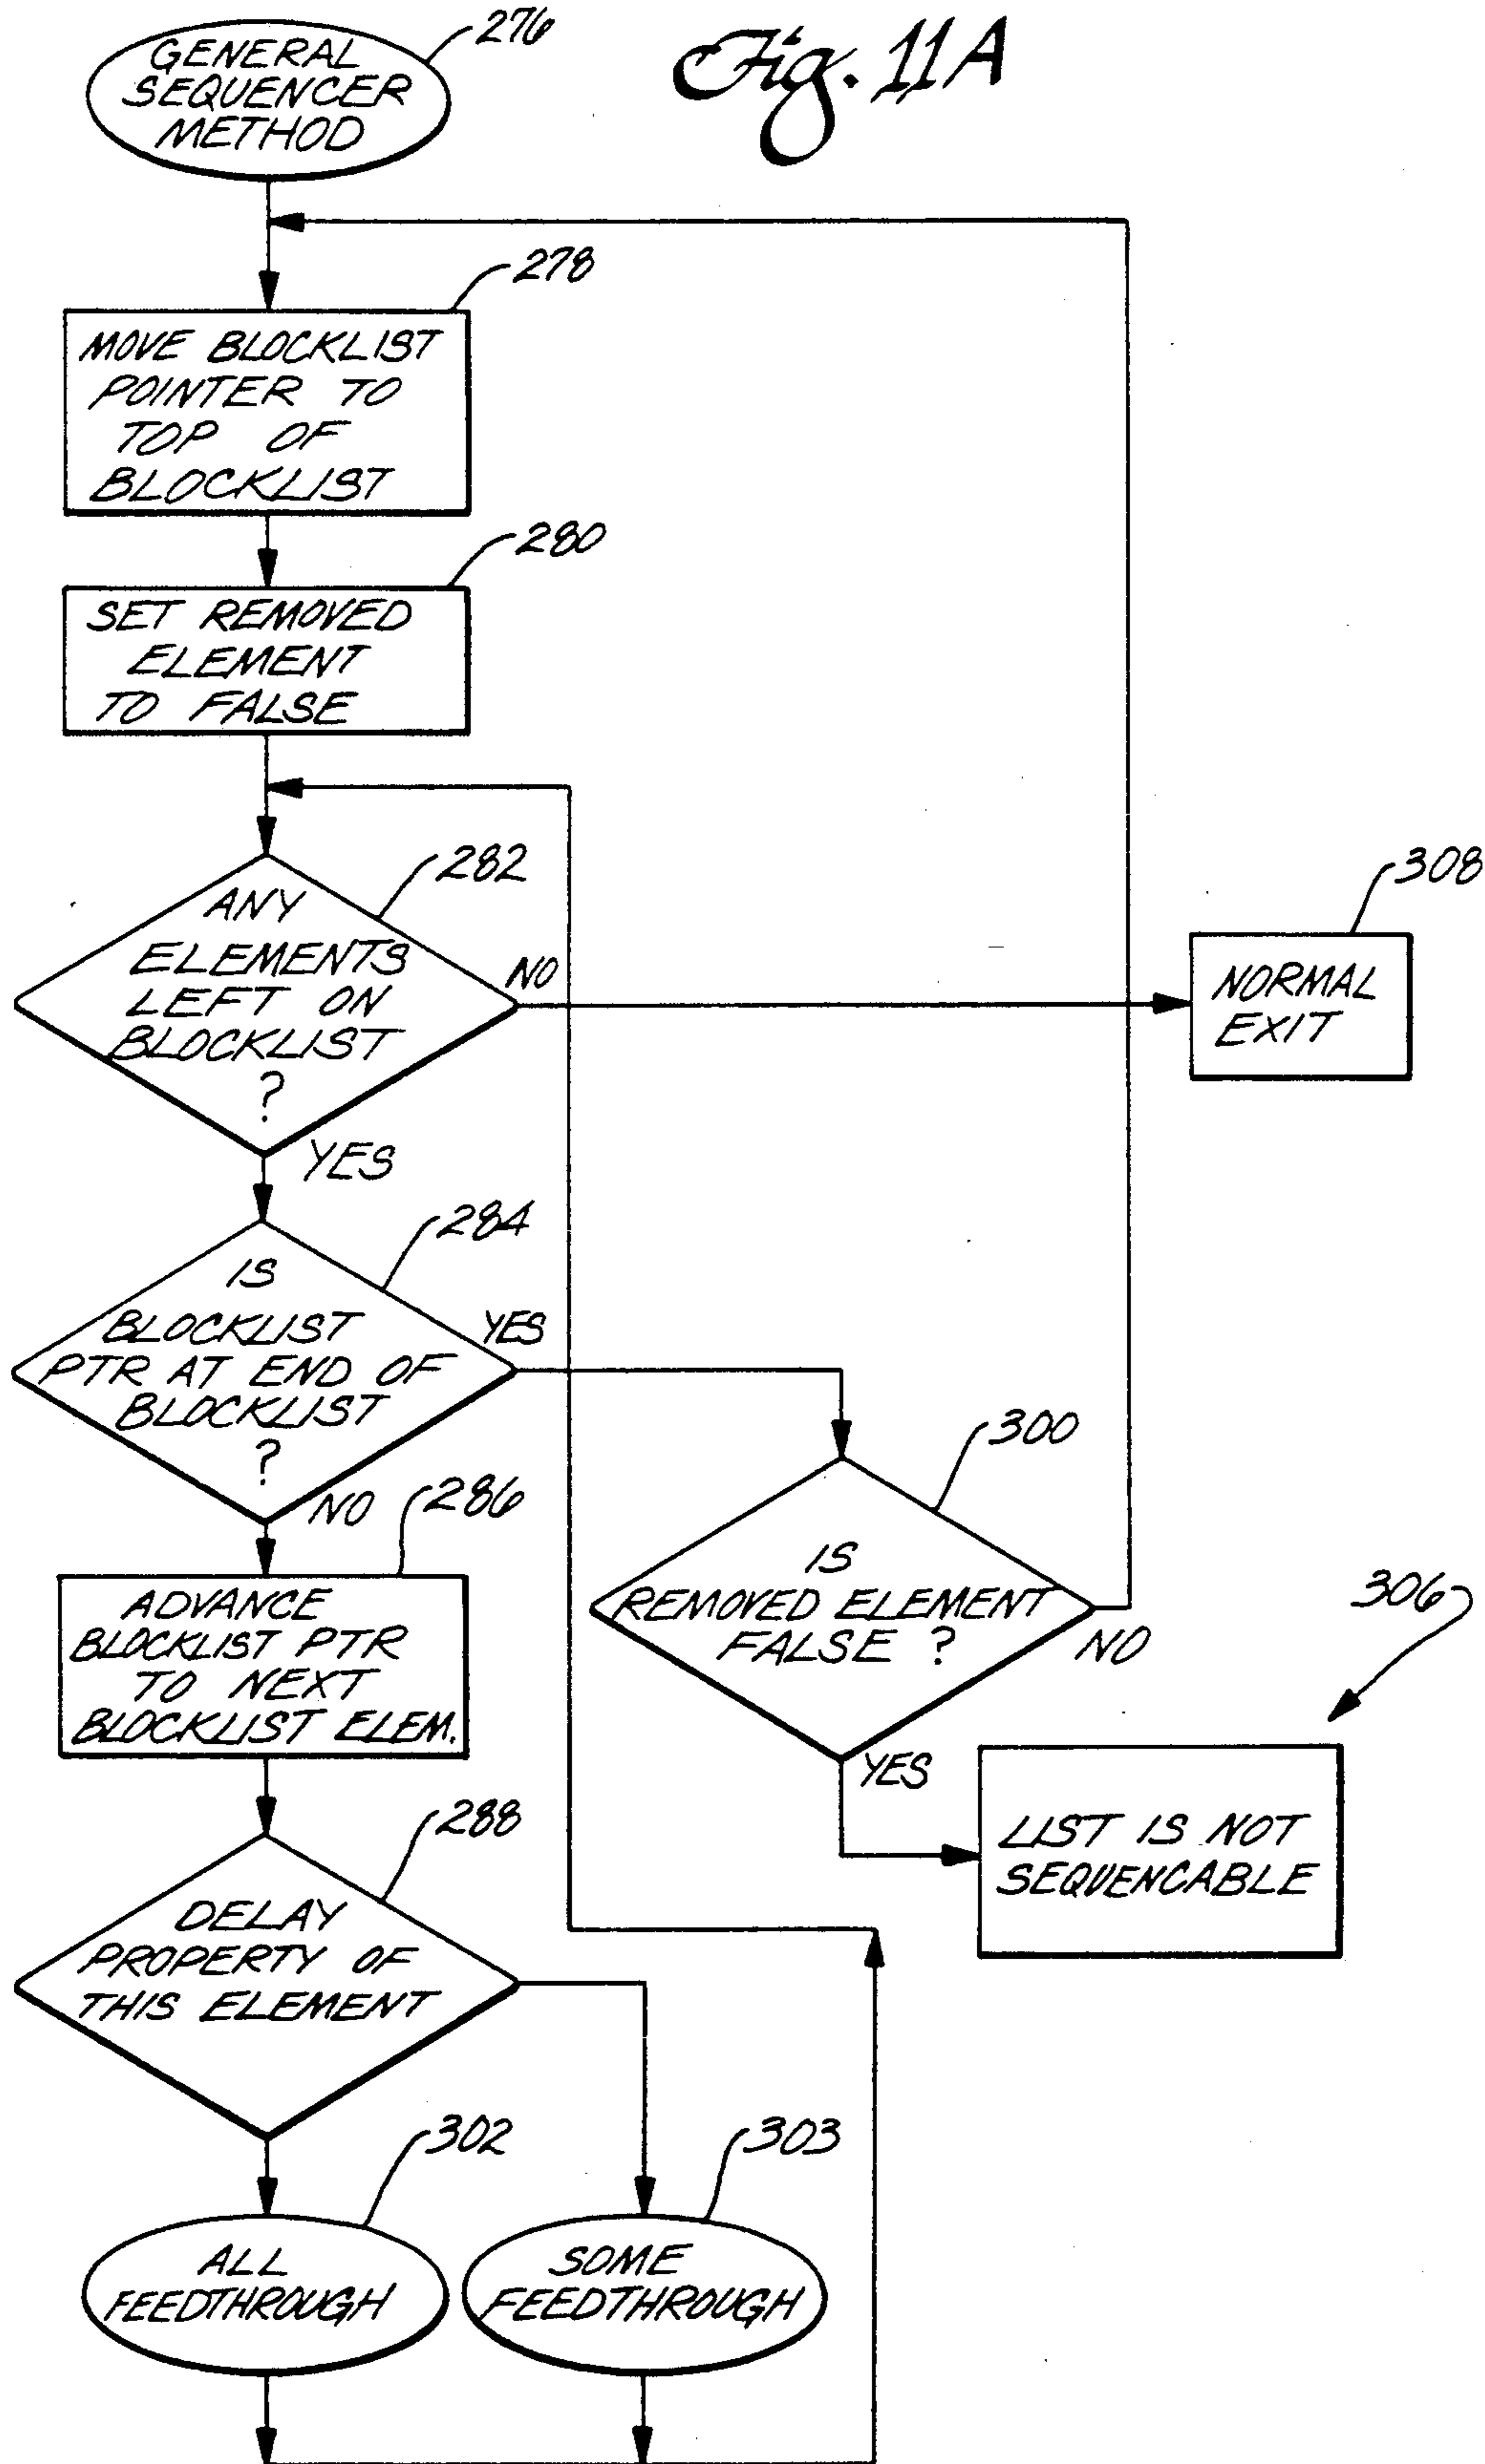 Fig. 11A
276
GENERAL
SEQUENCER
METHOD
278
MOVE BLOCKLIST
POINTER TO
TOP OF
BLOCKLIST
280
SET REMOVED
ELEMENT
TO FALSE
282
ANY
ELEMENTS
LEFT ON
BLOCKLIST
?
NO
YES
308
NORMAL
EXIT
284
IS
BLOCKLIST
PTR AT END OF
BLOCKLIST
?
YES
NO
286
ADVANCE
BLOCKLIST PTR
TO NEXT
BLOCKLIST ELEM.
300
IS
REMOVED ELEMENT
FALSE ?
NO
YES
306
LIST IS NOT
SEQUENCABLE
288
DELAY
PROPERTY OF
THIS ELEMENT
302
ALL
FEEDTHROUGH
303
SOME
FEEDTHROUGH